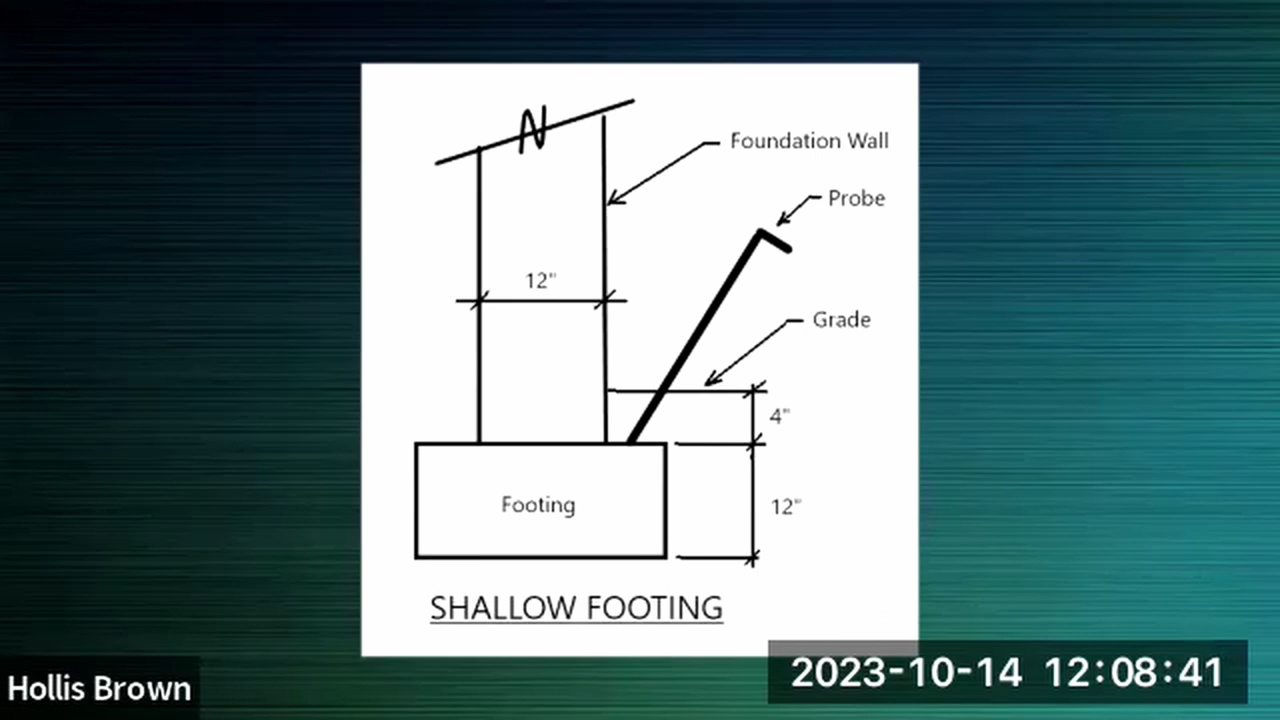 N
Foundation Wall
Probe
12"
Grade
4"
Footing
12"
SHALLOW FOOTING
Hollis Brown
2023-10-14 12:08:41